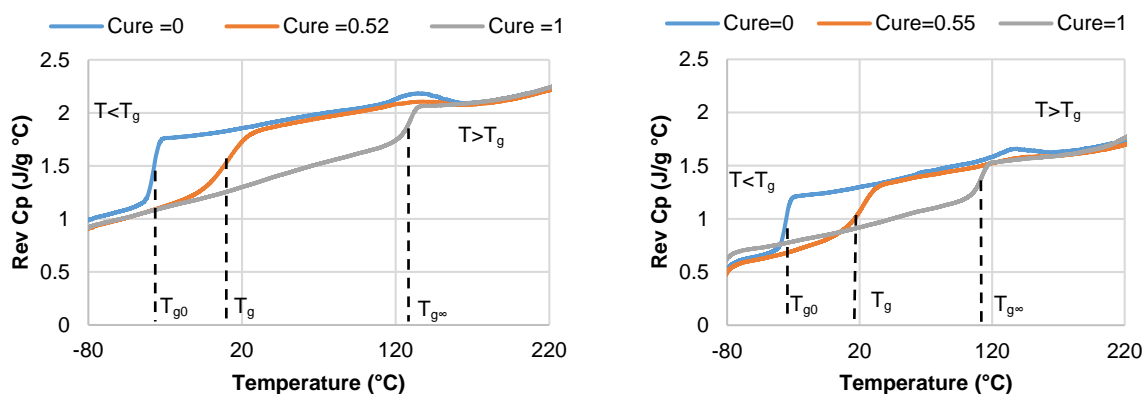 Cure =0 Cure =0.52 Cure =1
2.5
2
1.5
1
0.5
0
Rev Cp (J/g °C)
T<Tg
T>Tg
Tg0
Tg
Tg∞
-80 20 120 220
Temperature (°C)
Cure=0 Cure=0.55 Cure=1
2.5
2
1.5
1
0.5
0
Rev Cp (J/g °C)
T>Tg
T<Tg
Tg0
Tg
Tg∞
-80 20 120 220
Temperature (°C)